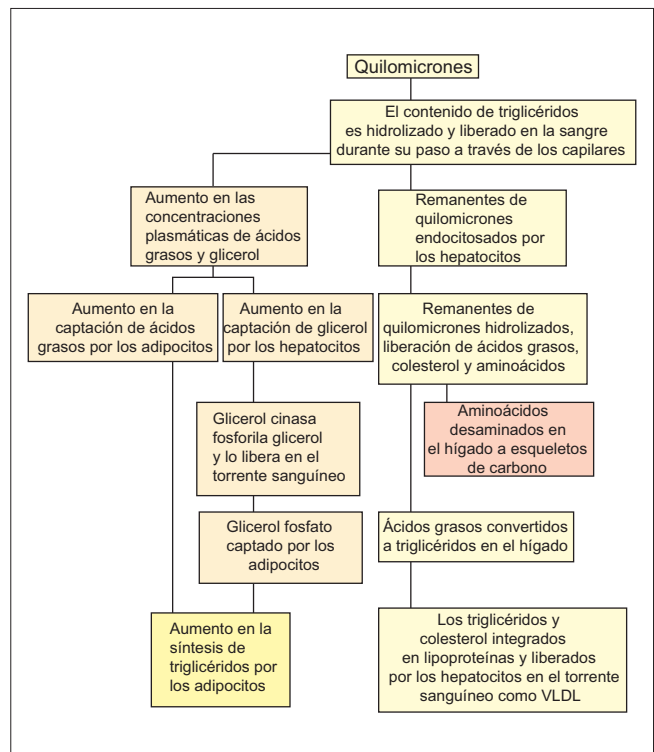 Quilomicrones
El contenido de triglicéridos
es hidrolizado y liberado en la sangre
durante su paso a través de los capilares
Aumento en las
concentraciones
plasmáticas de ácidos
grasos y glicerol
Remanentes de
quilomicrones
endocitosados por
los hepatocitos
Aumento en la
captación de ácidos
grasos por los adipocitos
Aumento en la
captación de glicerol
por los hepatocitos
Remanentes de
quilomicrones hidrolizados,
liberación de ácidos grasos,
colesterol y aminoácidos
Glicerol cinasa
fosforila glicerol
y lo libera en el
torrente sanguíneo
Aminoácidos
desaminados en
el hígado a esqueletos
de carbono
Glicerol fosfato
captado por los
adipocitos
Ácidos grasos convertidos
a triglicéridos en el hígado
Aumento en la
síntesis de
triglicéridos por
los adipocitos
Los triglicéridos y
colesterol integrados
en lipoproteínas y liberados
por los hepatocitos en el torrente
sanguíneo como VLDL